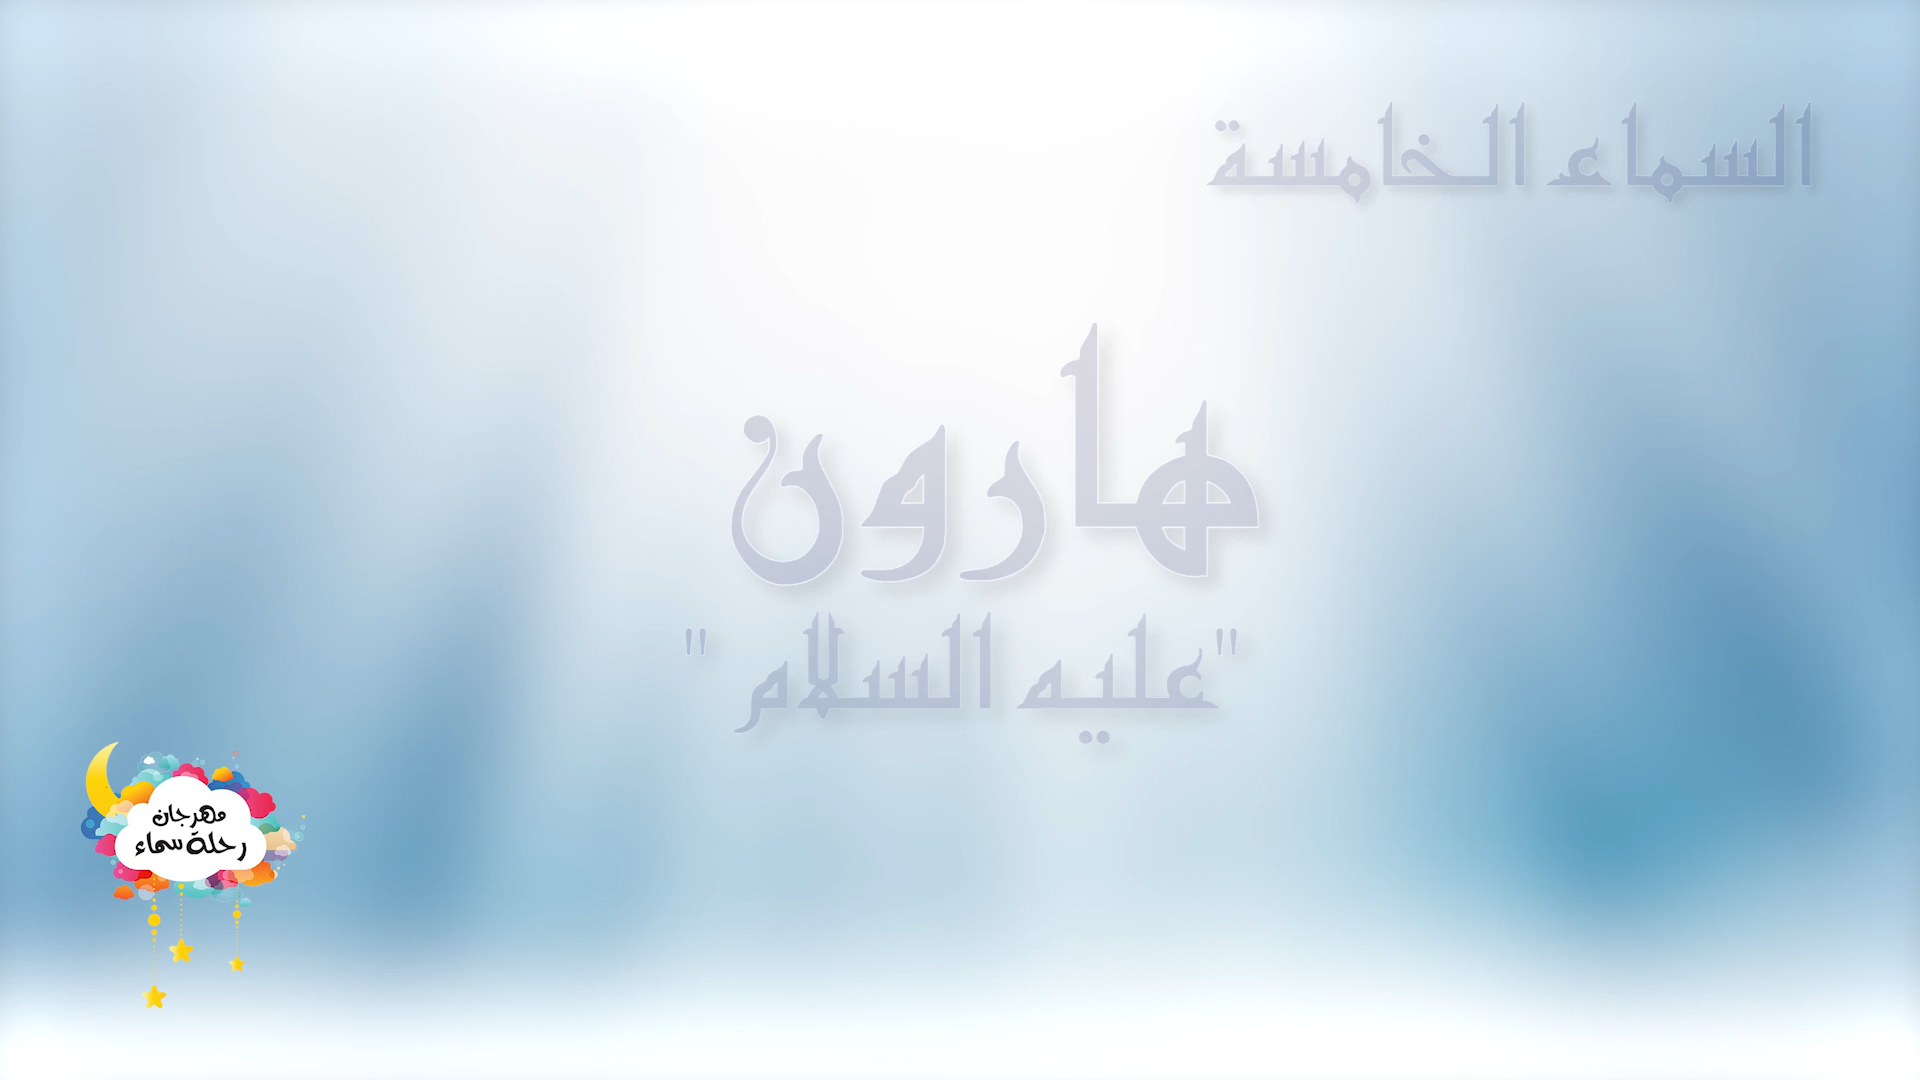 السماء الخامسة
هارون
"عليه السلام "
مهرجان
رحلة سماء